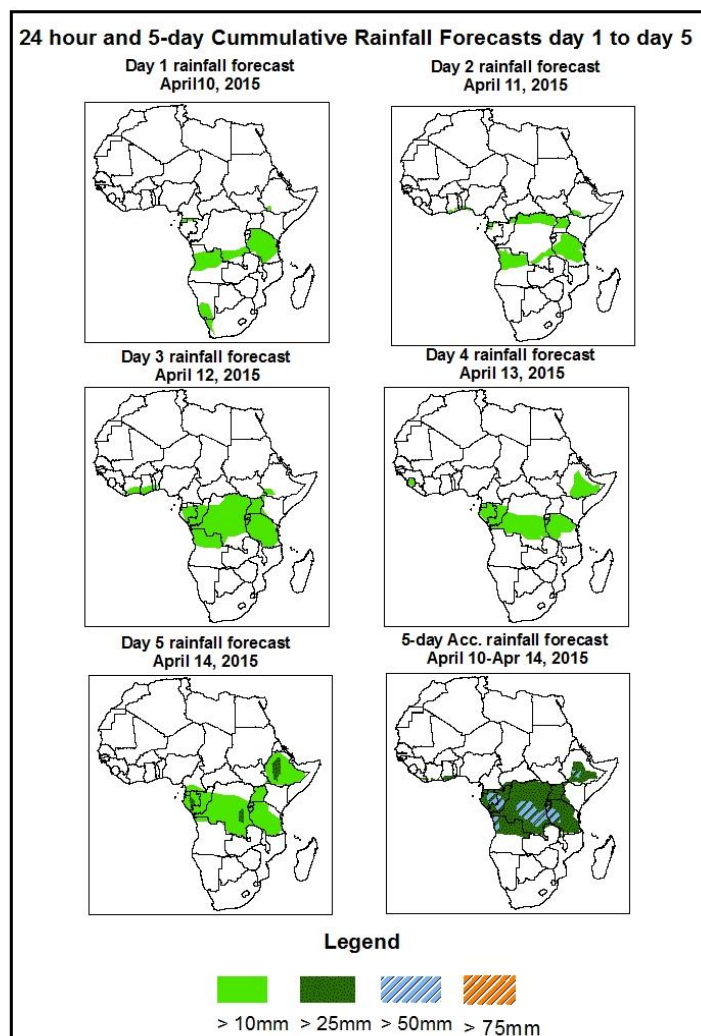 24 hour and 5-day Cummulative Rainfall Forecasts day 1 to day 5
Day 1 rainfall forecast
April10, 2015
Day 2 rainfall forecast
April 11, 2015
Day 3 rainfall forecast
April 12, 2015
Day 4 rainfall forecast
April 13, 2015
Day 5 rainfall forecast
April 14, 2015
5-day Acc. rainfall forecast
April 10-Apr 14, 2015
Legend
> 10mm > 25mm > 50mm > 75mm